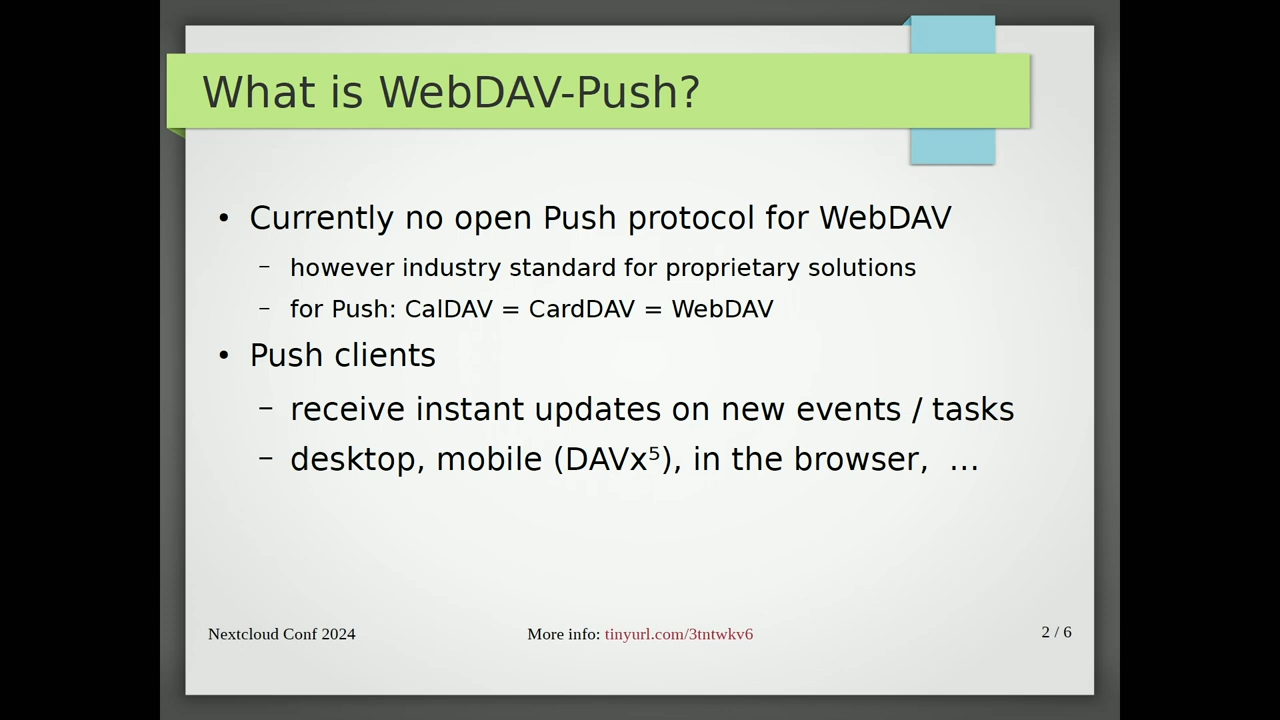 What is WebDAV-Push?
• Currently no open Push protocol for WebDAV
– however industry standard for proprietary solutions
– for Push: CalDAV = CardDAV = WebDAV
• Push clients
– receive instant updates on new events / tasks
– desktop, mobile (DAVx⁵), in the browser, …
Nextcloud Conf 2024
More info: tinyurl.com/3tntwkv6
2 / 6